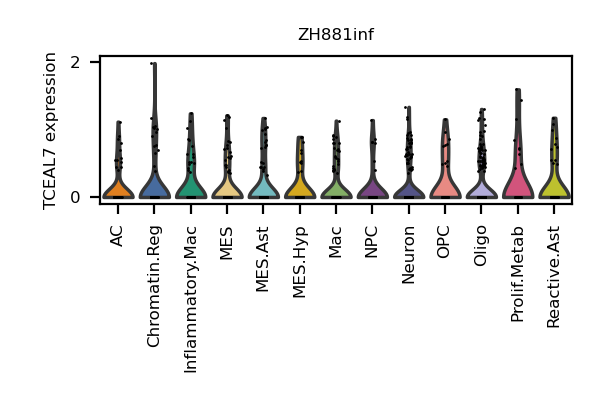 ZH881inf
TCEAL7 expression
2
0
AC
Chromatin.Reg
Inflammatory.Mac
MES
MES.Ast
MES.Hyp
Mac
NPC
Neuron
OPC
Oligo
Prolif.Metab
Reactive.Ast